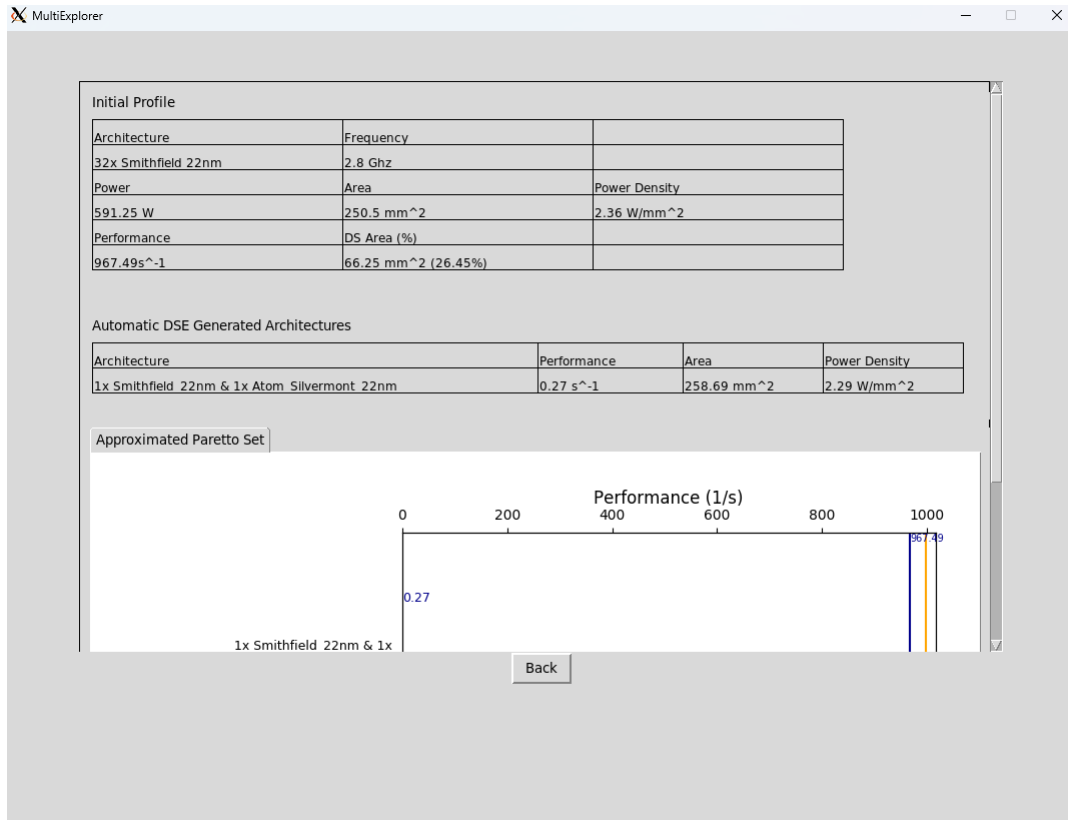 MultiExplorer
Initial Profile
Architecture Frequency
32x Smithfield 22nm 2.8 Ghz
Power Area Power Density
591.25 W 250.5 mm^2 2.36 W/mm^2
Performance DS Area (%)
967.49s^-1 66.25 mm^2 (26.45%)
Automatic DSE Generated Architectures
Architecture Performance Area Power Density
1x Smithfield 22nm & 1x Atom Silvermont 22nm 0.27 s^-1 258.69 mm^2 2.29 W/mm^2
Approximated Paretto Set
Performance (1/s)
0 200 400 600 800 1000
967.49
0.27
1x Smithfield 22nm & 1x
Back